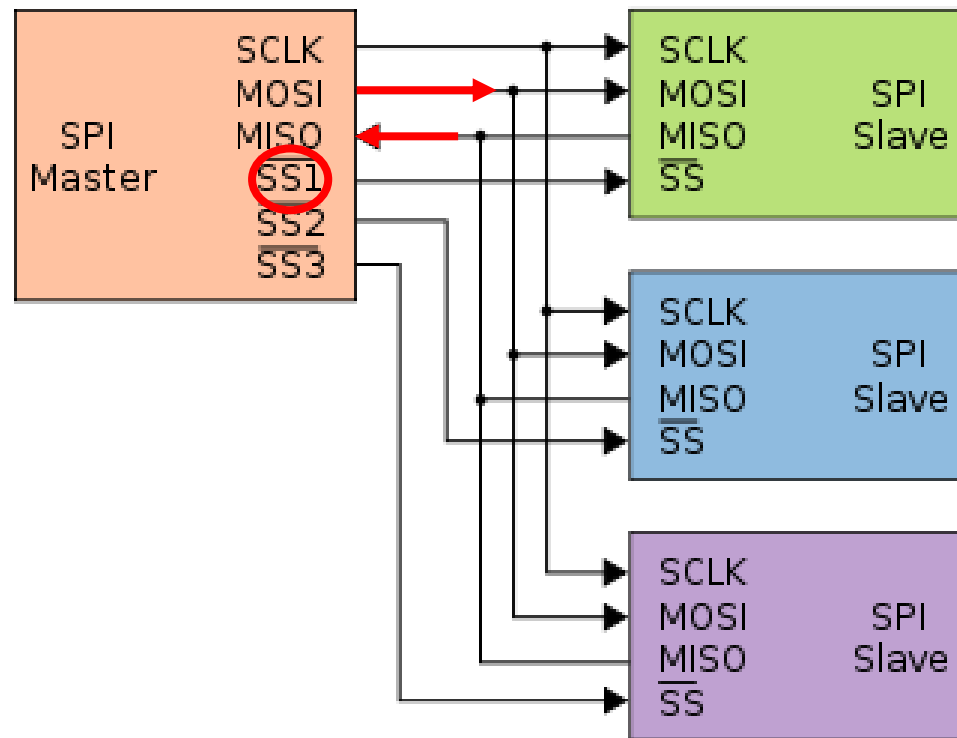 SCLK
MOSI
SPI MISO
Master SS1
SS2
SS3
SCLK
MOSI SPI
MISO Slave
SS
SCLK
MOSI SPI
MISO Slave
SS
SCLK
MOSI SPI
MISO Slave
SS